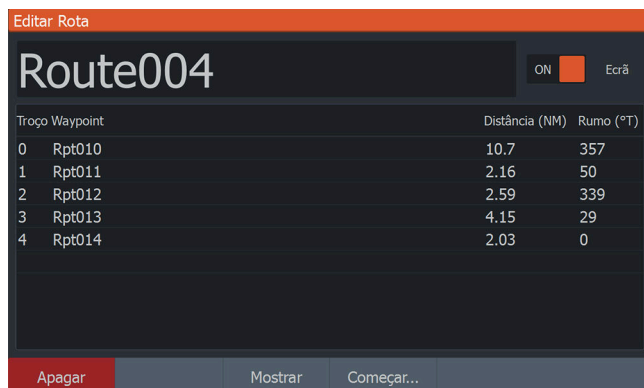 Editar Rota
Route004 ON Ecrã
Troço Waypoint Distância (NM) Rumo (°T)
0 Rpt010 10.7 357
1 Rpt011 2.16 50
2 Rpt012 2.59 339
3 Rpt013 4.15 29
4 Rpt014 2.03 0
Apagar Mostrar Começar...